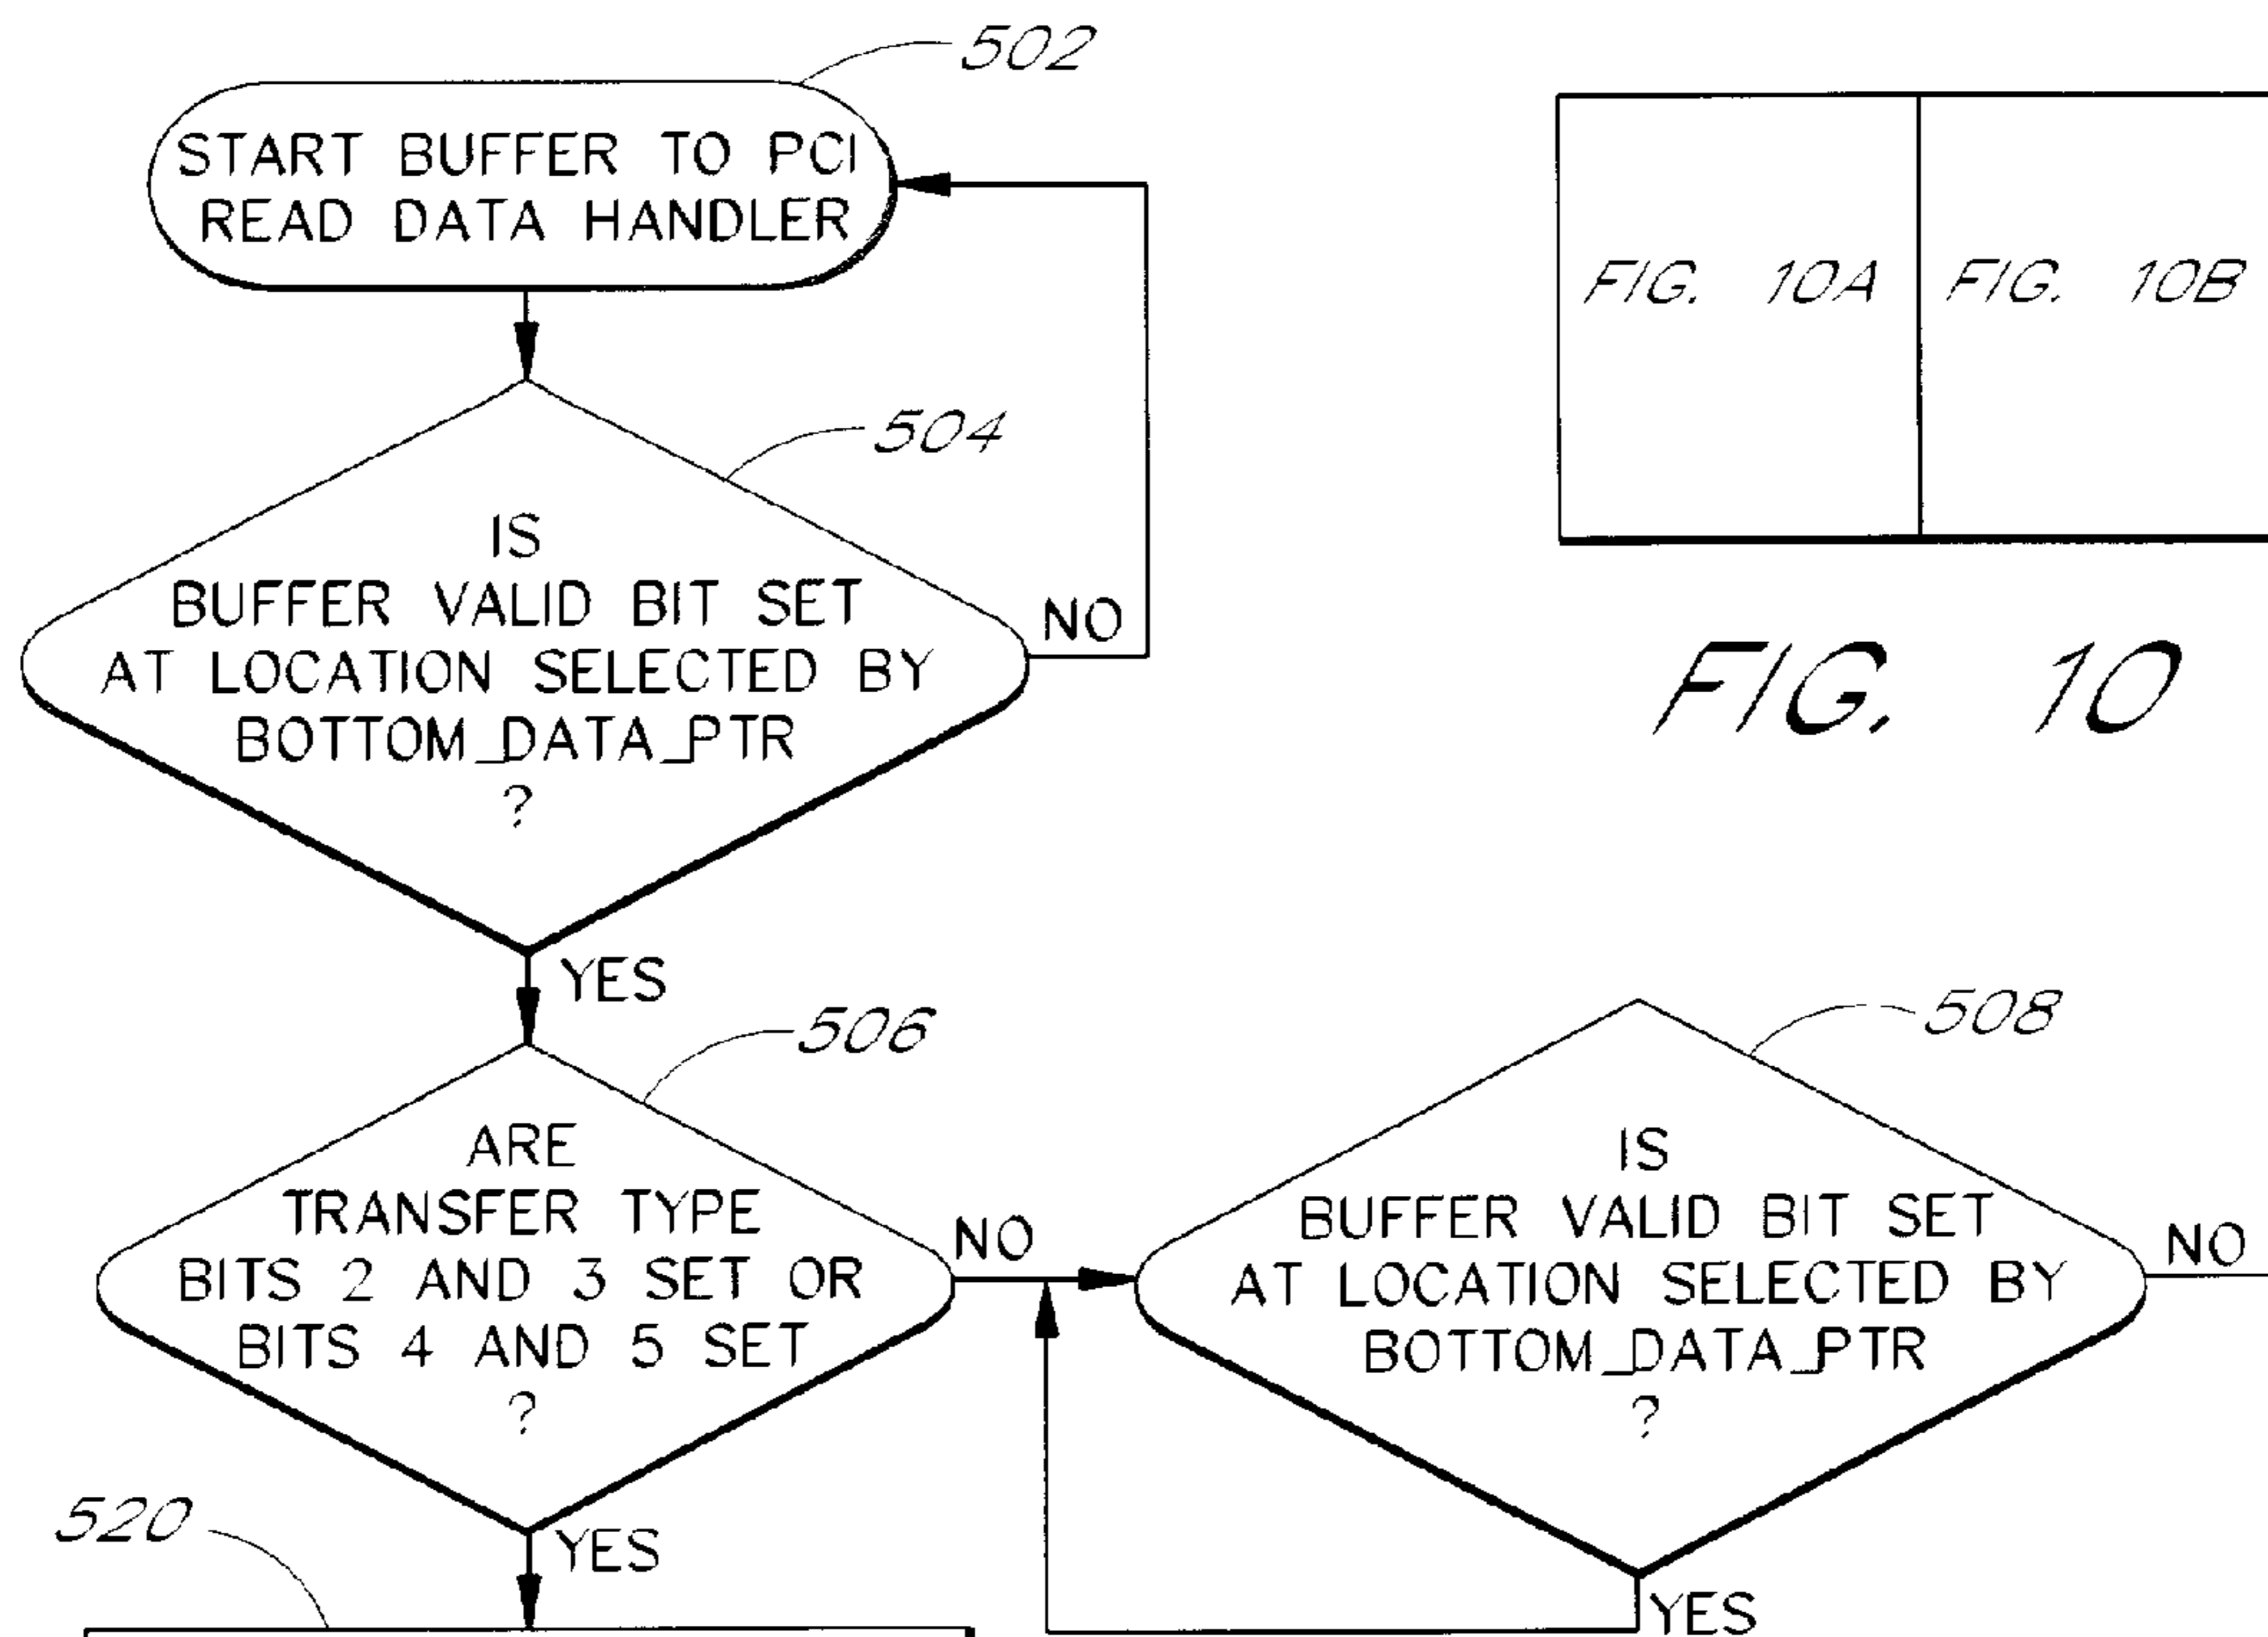 502
START BUFFER TO PCI
READ DATA HANDLER
FIG. 10A
FIG. 10B
FIG. 10
504
IS
BUFFER VALID BIT SET
AT LOCATION SELECTED BY
BOTTOM_DATA_PTR
?
NO
YES
506
ARE
TRANSFER TYPE
BITS 2 AND 3 SET OR
BITS 4 AND 5 SET
?
NO
YES
508
IS
BUFFER VALID BIT SET
AT LOCATION SELECTED BY
BOTTOM_DATA_PTR
?
NO
YES
520